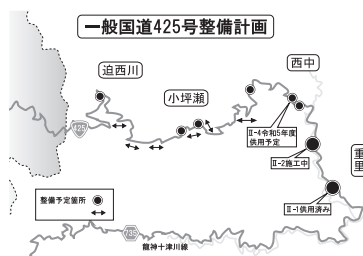 一般国道425号整備計画
迫西川
西中
小坪瀬
425
Ⅱ-4令和5年度
供用予定
Ⅱ-2施工中
重里
Ⅱ-1供用済み
整備予定箇所
735
龍神十津川線